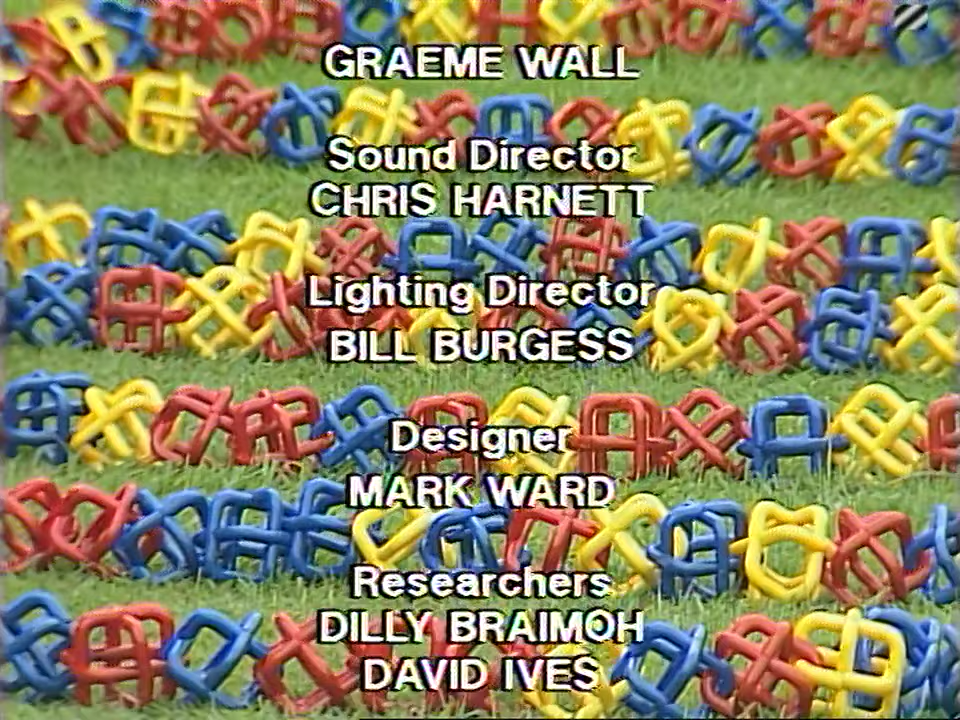 GRAEME WALL
Sound Director
CHRIS HARNETT
Lighting Director
BILL BURGESS
Designer
MARK WARD
Researchers
DILLY BRAIMOH
DAVID IVES